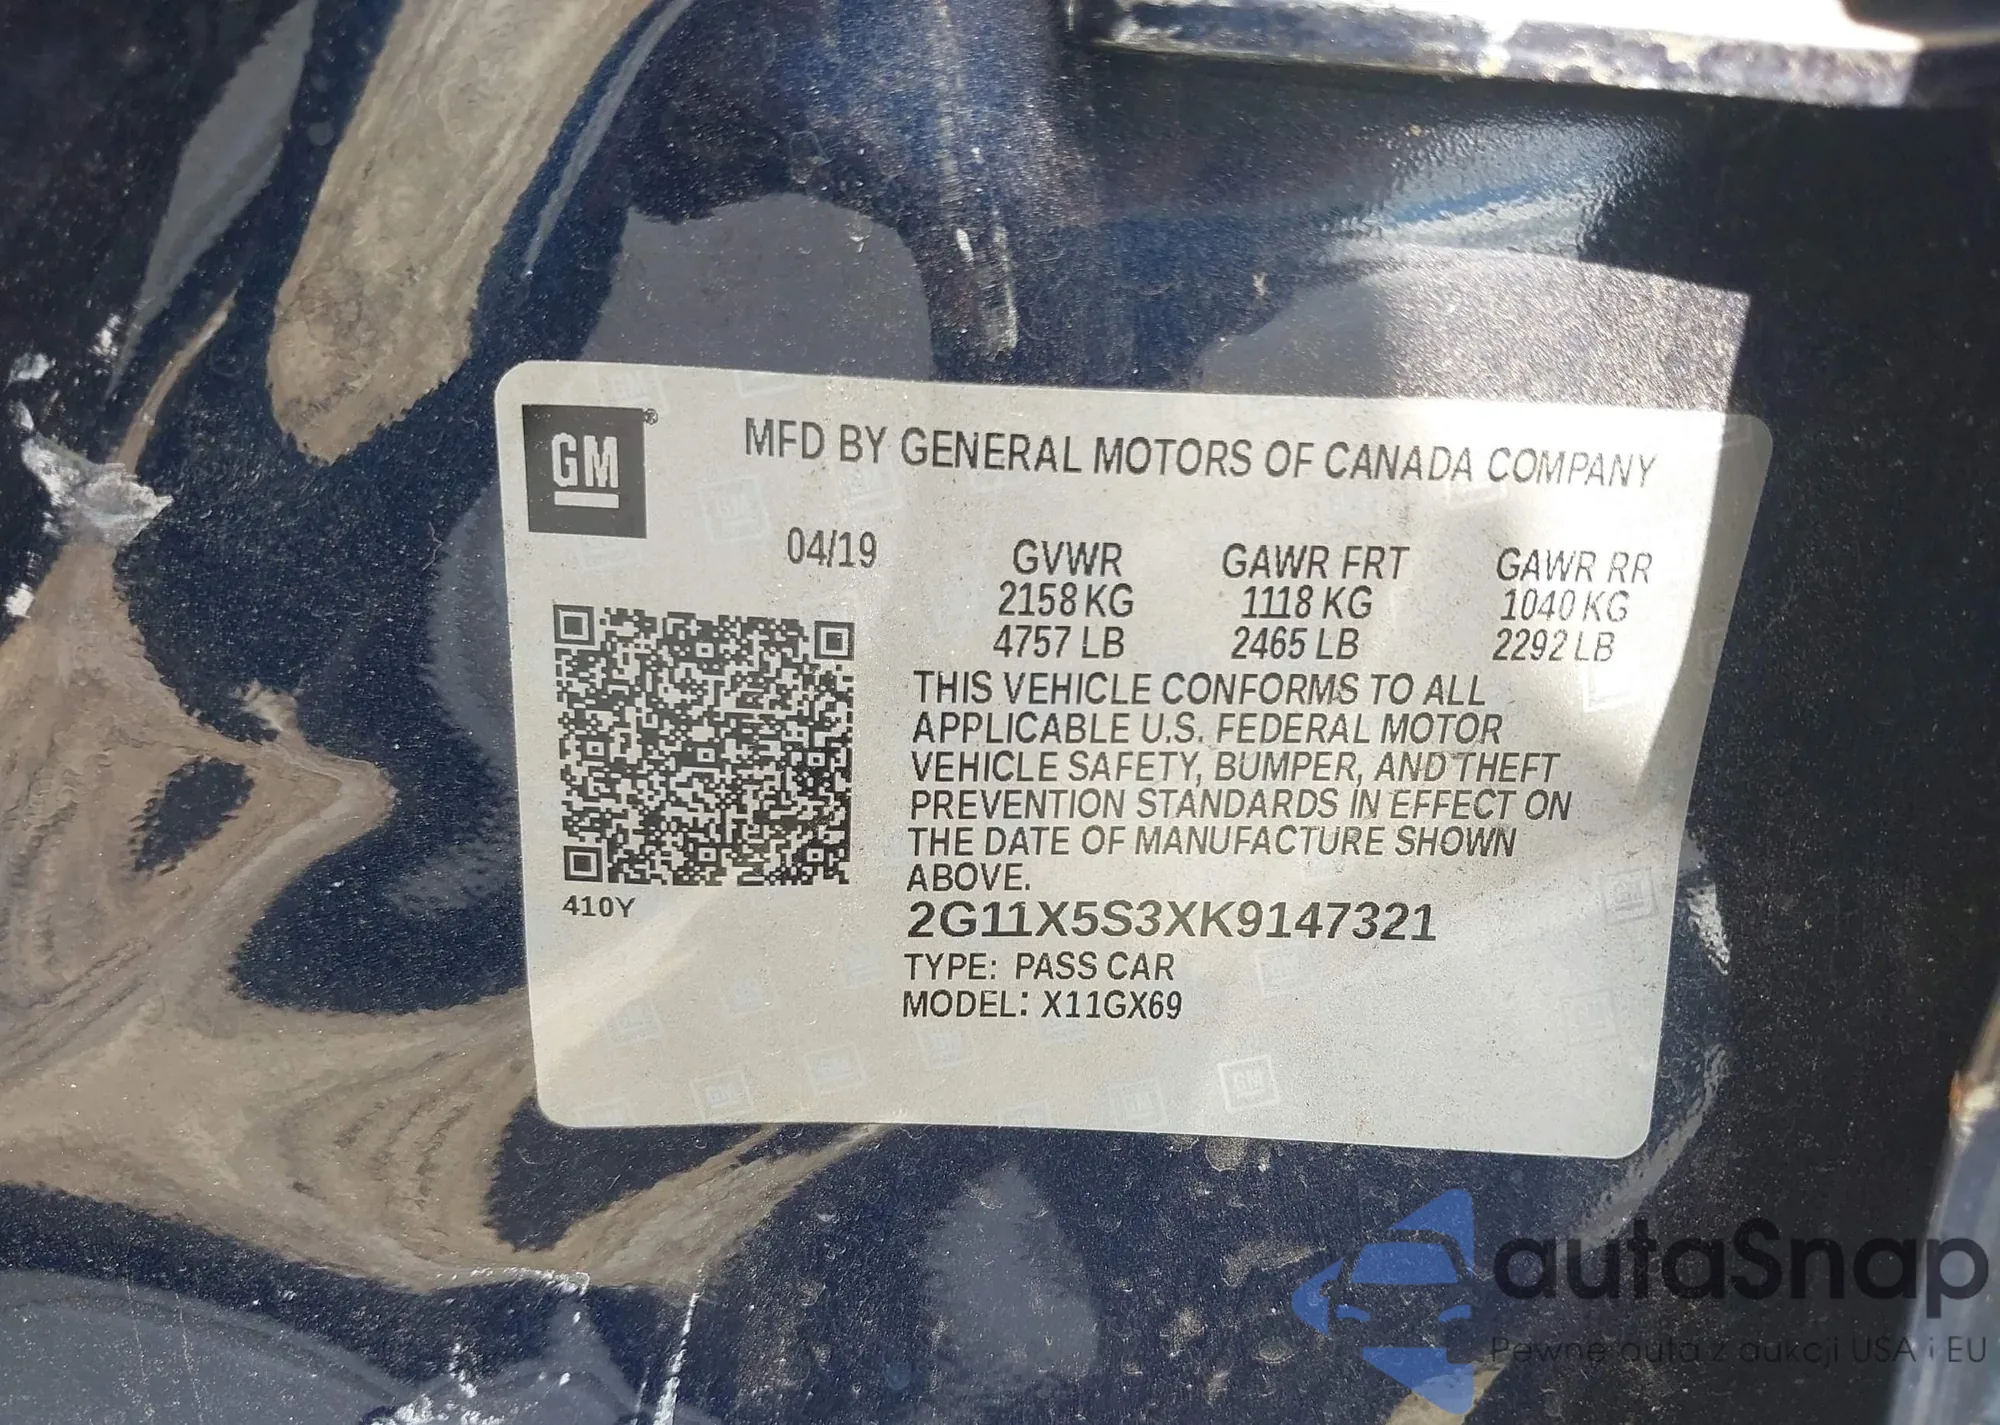 GM®
MFD BY GENERAL MOTORS OF CANADA COMPANY
04/19
GVWR GAWR FRT GAWR RR
2158 KG 1118 KG 1040 KG
4757 LB 2465 LB 2292 LB
THIS VEHICLE CONFORMS TO ALL
APPLICABLE U.S. FEDERAL MOTOR
VEHICLE SAFETY, BUMPER, AND THEFT
PREVENTION STANDARDS IN EFFECT ON
THE DATE OF MANUFACTURE SHOWN
ABOVE.
410Y
2G11X5S3XK9147321
TYPE: PASS CAR
MODEL: X11GX69
autaSnap
Pewne auta z aukcji USA i EU